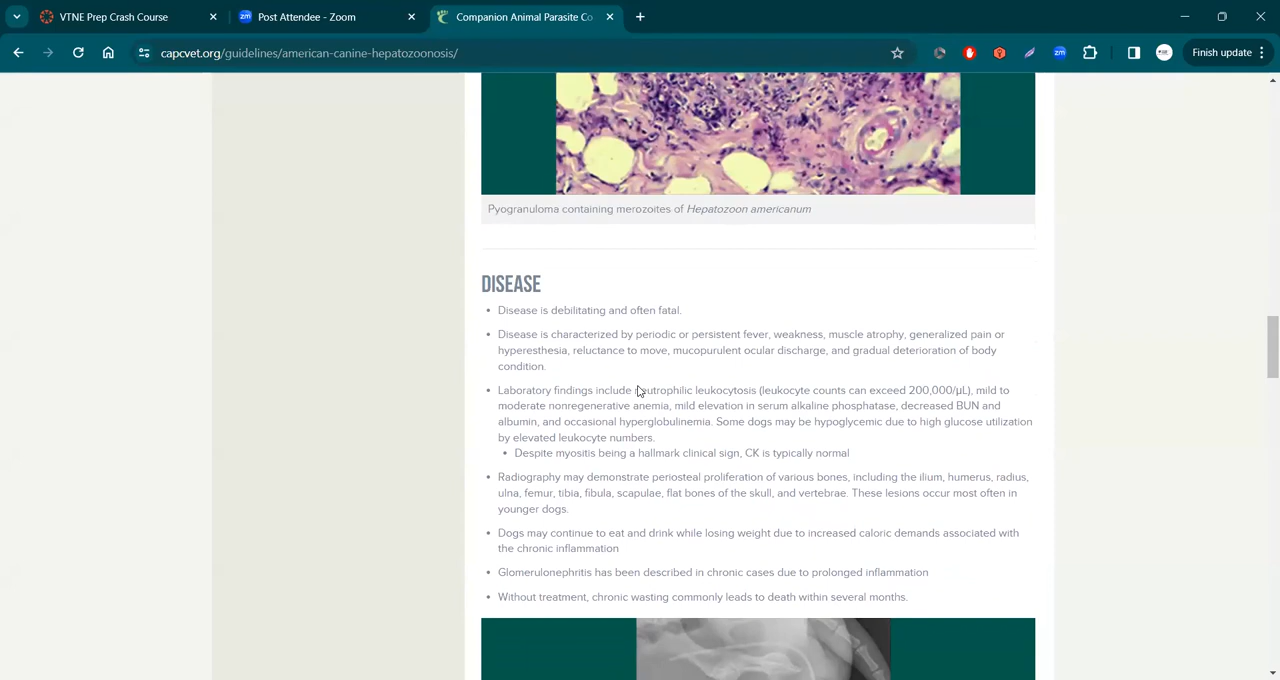 VTNE Prep Crash Course
Post Attendee - Zoom
Companion Animal Parasite Co
capcvet.org/guidelines/american-canine-hepatozoonosis/
zm
Finish update
Pyogranuloma containing merozoites of Hepatozoon americanum
DISEASE
• Disease is debilitating and often fatal.
• Disease is characterized by periodic or persistent fever, weakness, muscle atrophy, generalized pain or
hyperesthesia, reluctance to move, mucopurulent ocular discharge, and gradual deterioration of body
condition.
• Laboratory findings include neutrophilic leukocytosis (leukocyte counts can exceed 200,000/µL), mild to
moderate nonregenerative anemia, mild elevation in serum alkaline phosphatase, decreased BUN and
albumin, and occasional hyperglobulinemia. Some dogs may be hypoglycemic due to high glucose utilization
by elevated leukocyte numbers.
• Despite myositis being a hallmark clinical sign, CK is typically normal
• Radiography may demonstrate periosteal proliferation of various bones, including the ilium, humerus, radius,
ulna, femur, tibia, fibula, scapulae, flat bones of the skull, and vertebrae. These lesions occur most often in
younger dogs.
• Dogs may continue to eat and drink while losing weight due to increased caloric demands associated with
the chronic inflammation
• Glomerulonephritis has been described in chronic cases due to prolonged inflammation
• Without treatment, chronic wasting commonly leads to death within several months.